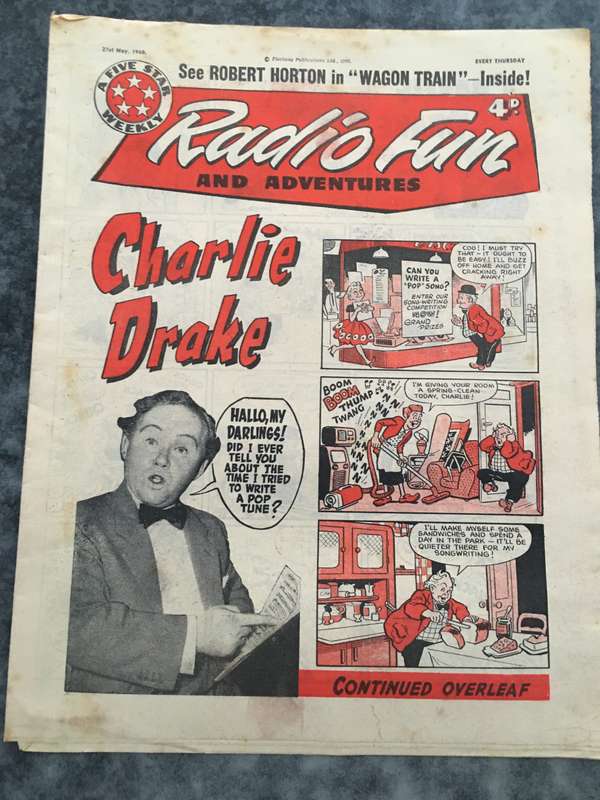 21st May, 1960.
© Fleetway Publications Ltd., 1960.
EVERY THURSDAY
See ROBERT HORTON in "WAGON TRAIN"—Inside!
A FIVE STAR WEEKLY
4D.
Radio Fun
AND ADVENTURES
Charlie
Drake
HALLO, MY
DARLINGS!
DID I EVER
TELL YOU
ABOUT THE
TIME I TRIED
TO WRITE
A POP
TUNE?
CAN YOU
WRITE A
"POP" SONG?
ENTER OUR
SONG-WRITING
COMPETITION
GRAND
PRIZES
COO! I MUST TRY
THAT — IT OUGHT TO
BE EASY! I'LL BUZZ
OFF HOME AND GET
CRACKING RIGHT
AWAY!
BOOM
BOOM
THUMP
TWANG
I'M GIVING YOUR ROOM
A SPRING-CLEAN
TODAY, CHARLIE!
I'LL MAKE MYSELF SOME
SANDWICHES AND SPEND A
DAY IN THE PARK — IT'LL BE
QUIETER THERE FOR MY
SONGWRITING!
CONTINUED OVERLEAF